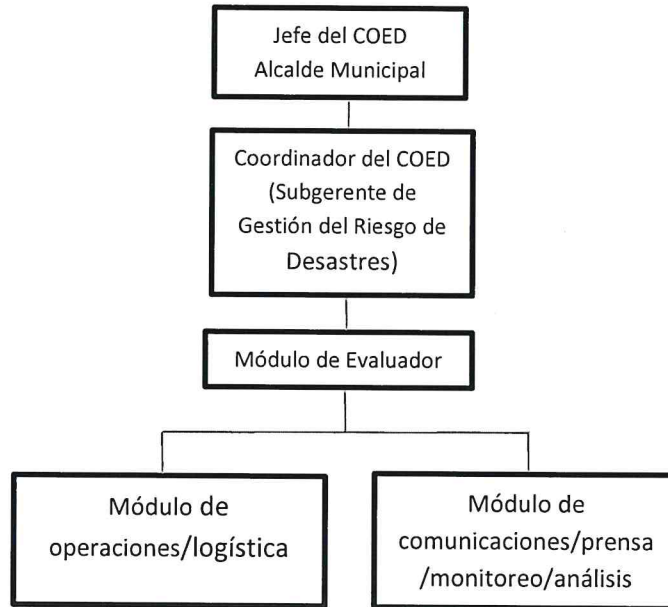 Jefe del COED
Alcalde Municipal
Coordinador del COED
(Subgerente de
Gestión del Riesgo de
Desastres)
Módulo de Evaluador
Módulo de
operaciones/logística
Módulo de
comunicaciones/prensa
/monitoreo/análisis